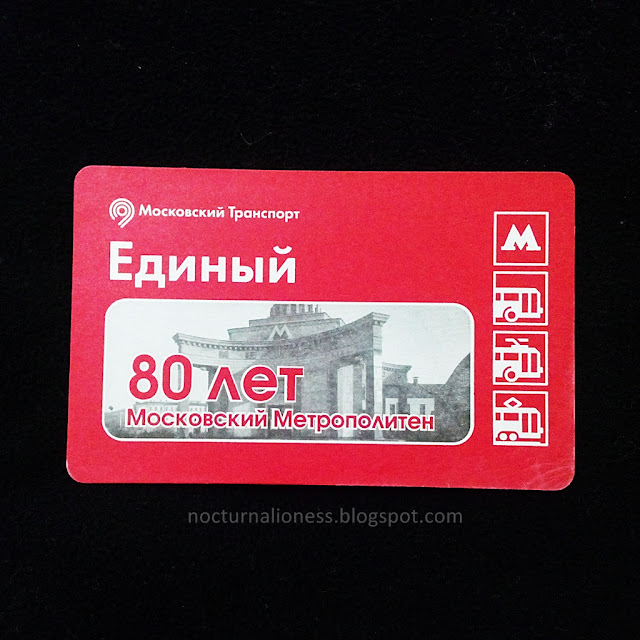 Московский Транспорт
Единый
М
80 лет
Московский Метрополитен
nocturnalioness.blogspot.com